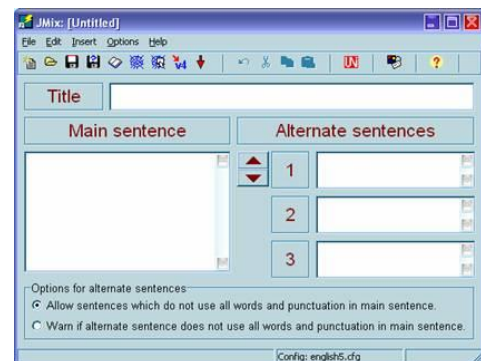 JMix: [Untitled]
File Edit Insert Options Help
V4 UN ?
Title
Main sentence
Alternate sentences
1
2
3
Options for alternate sentences
Allow sentences which do not use all words and punctuation in main sentence.
Warn if alternate sentence does not use all words and punctuation in main sentence.
Config: english5.cfg